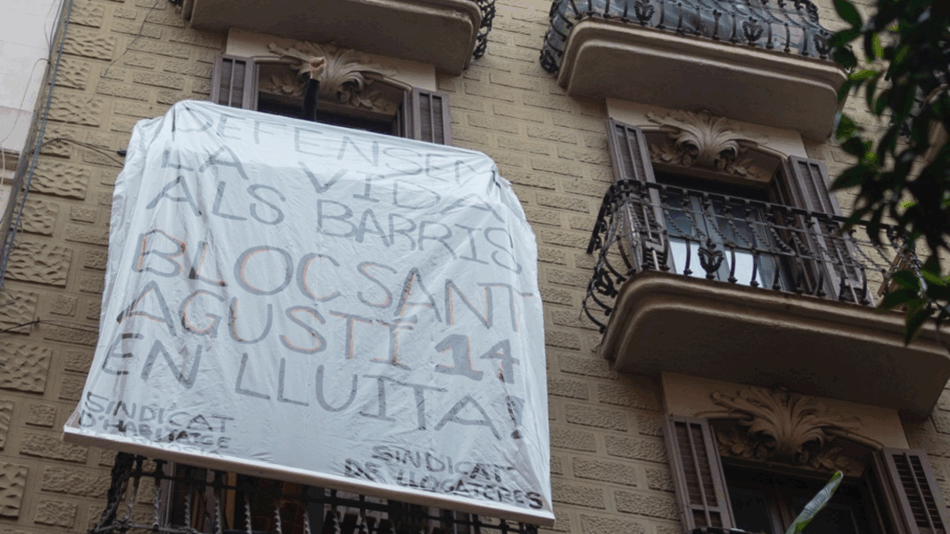 DEFENSEM
LA VIDA
ALS BARRIS
BLOC SANT
AGUSTÍ 14
EN LLUITA!
SINDICAT
D'HABITATGE
SINDICAT
DE LLOGATERES